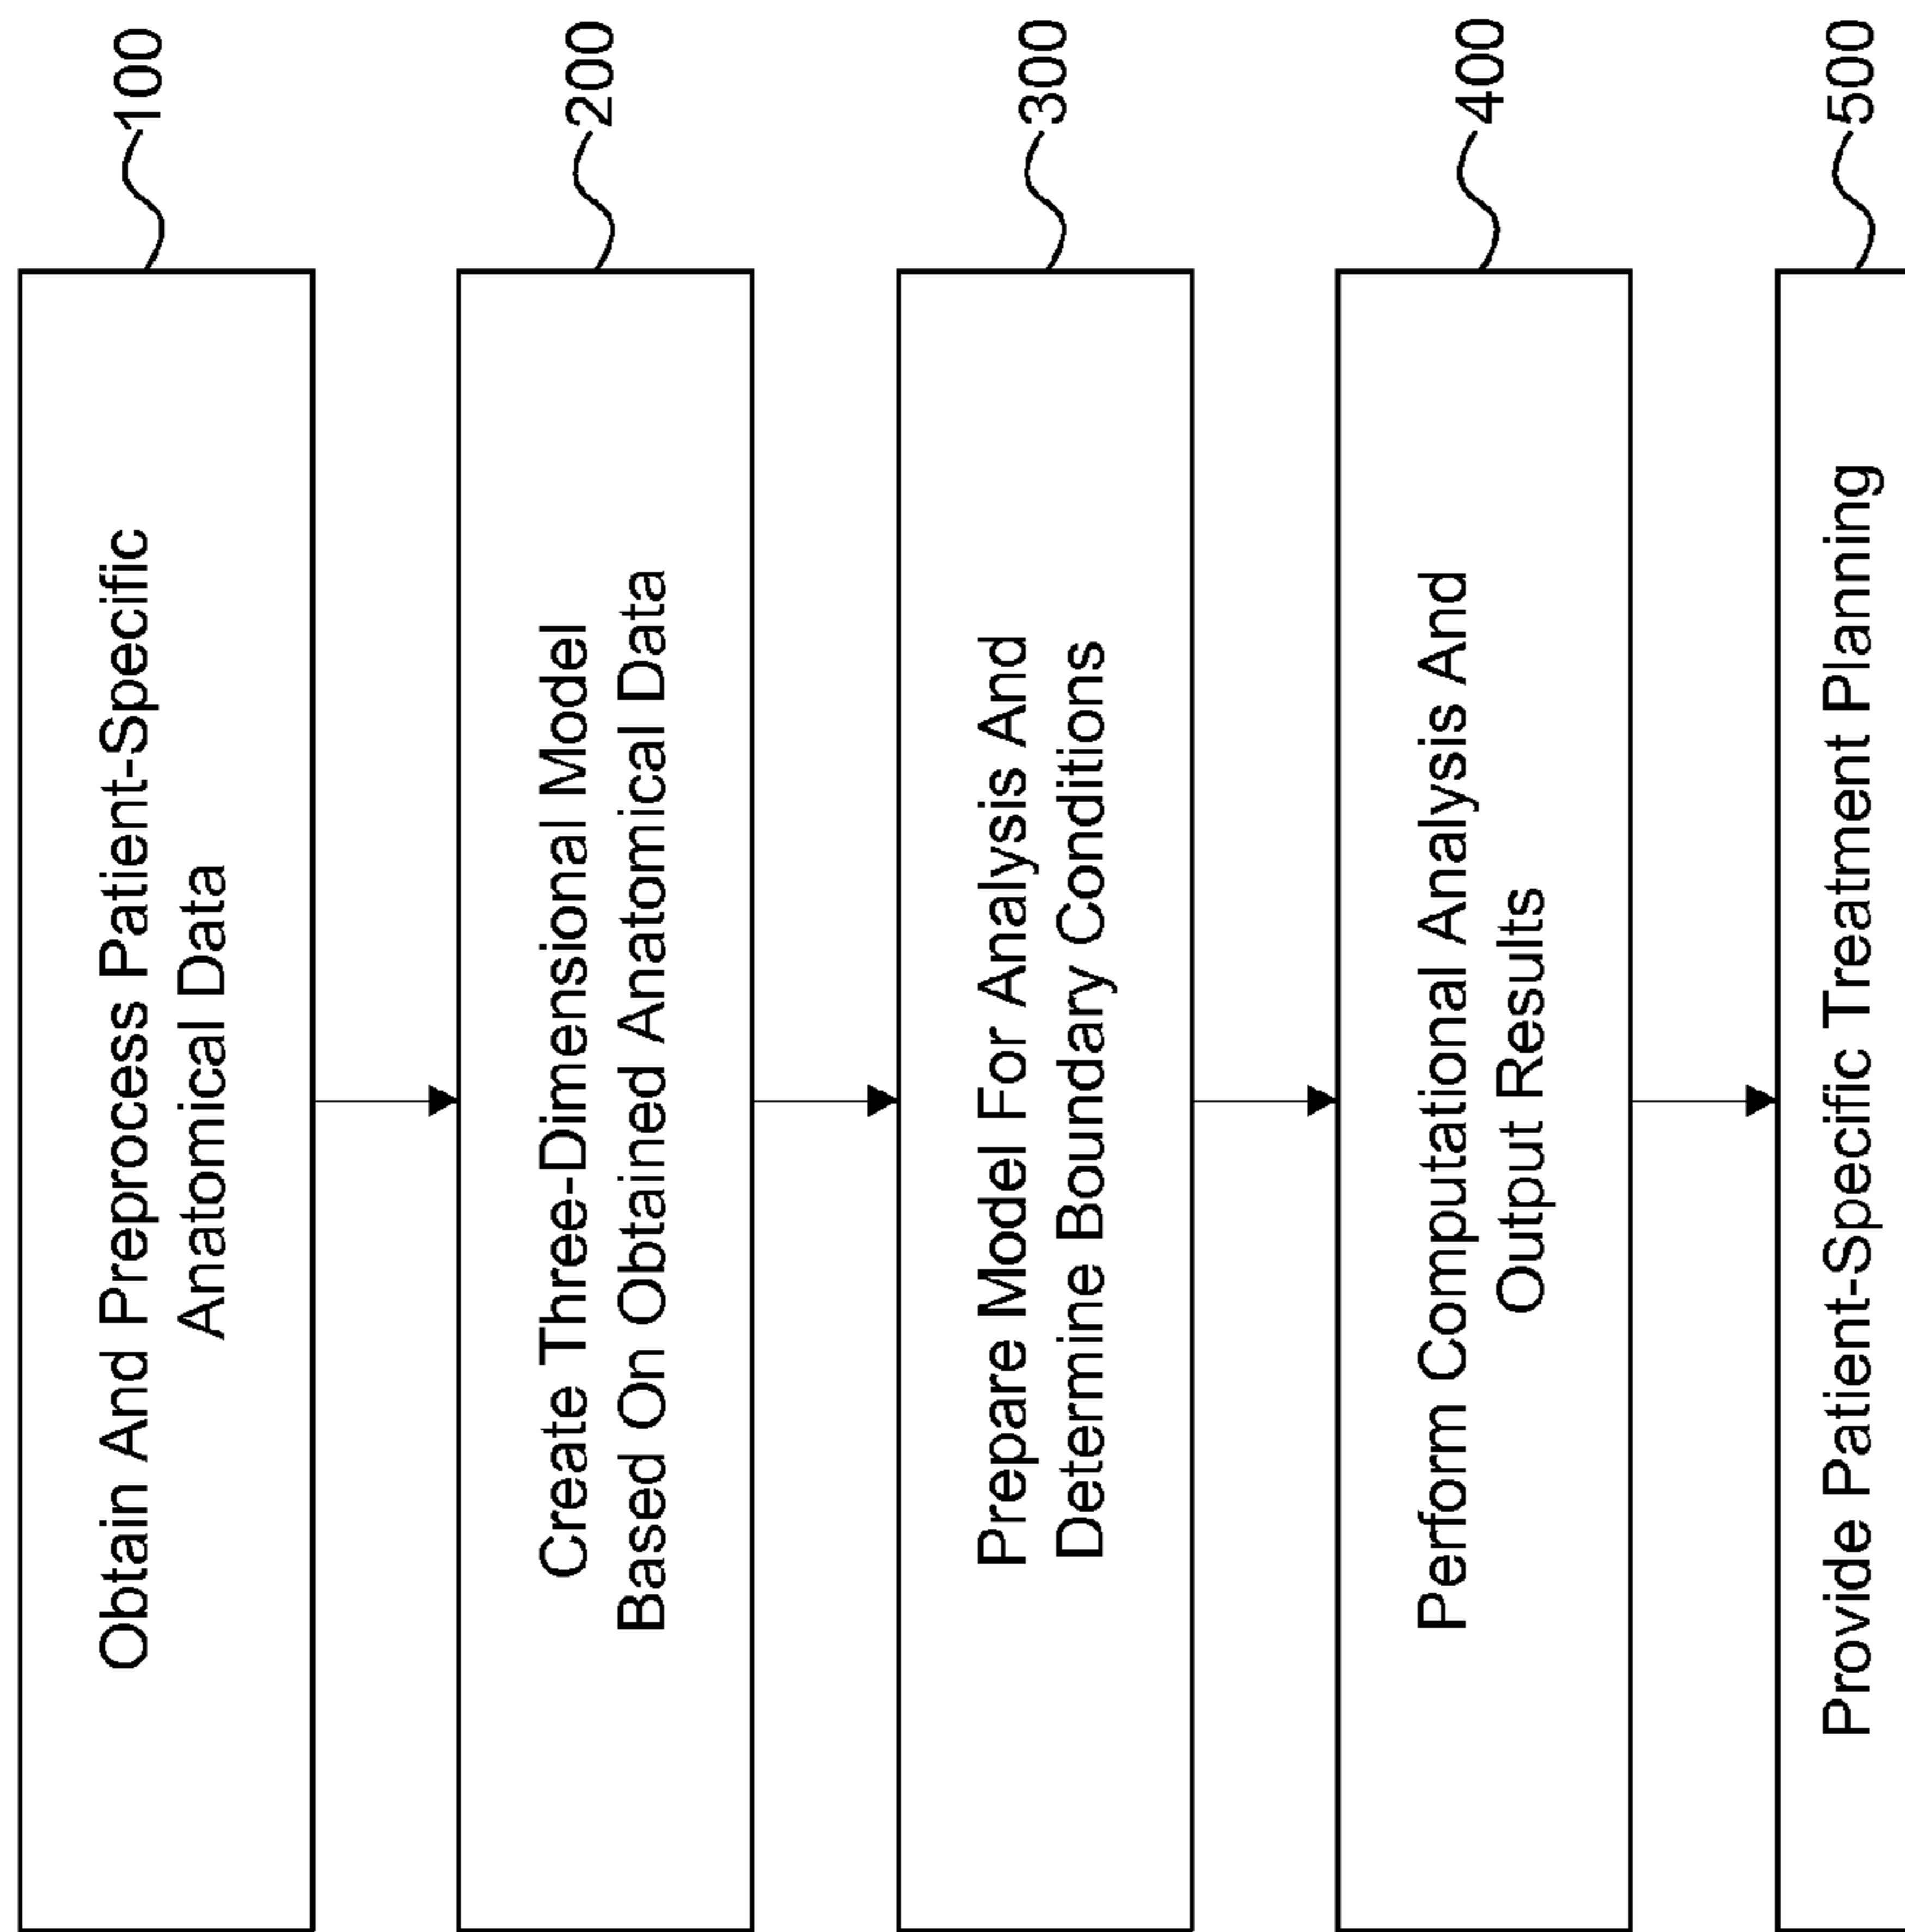 Obtain And Preprocess Patient-Specific
Anatomical Data
100
Create Three-Dimensional Model
Based On Obtained Anatomical Data
200
Prepare Model For Analysis And
Determine Boundary Conditions
300
Perform Computational Analysis And
Output Results
400
Provide Patient-Specific Treatment Planning
500